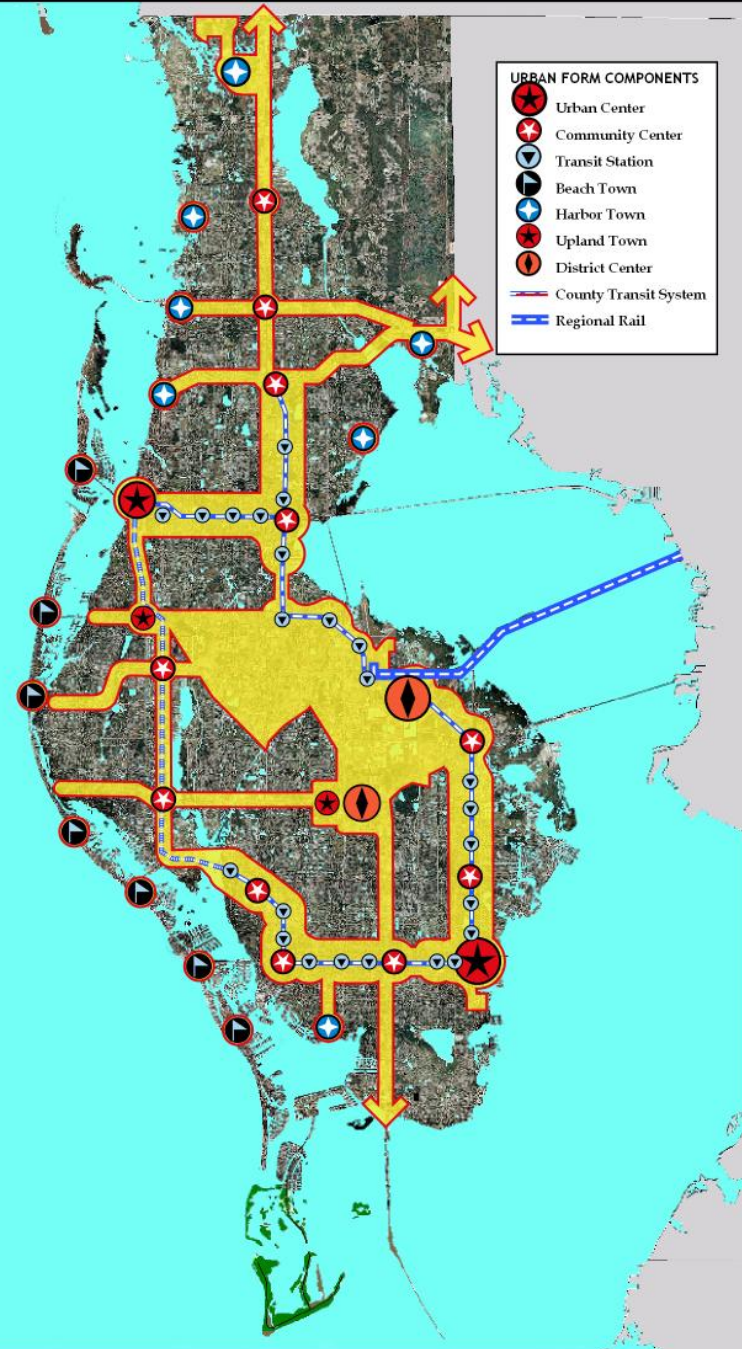 URBAN FORM COMPONENTS
Urban Center
Community Center
Transit Station
Beach Town
Harbor Town
Upland Town
District Center
County Transit System
Regional Rail